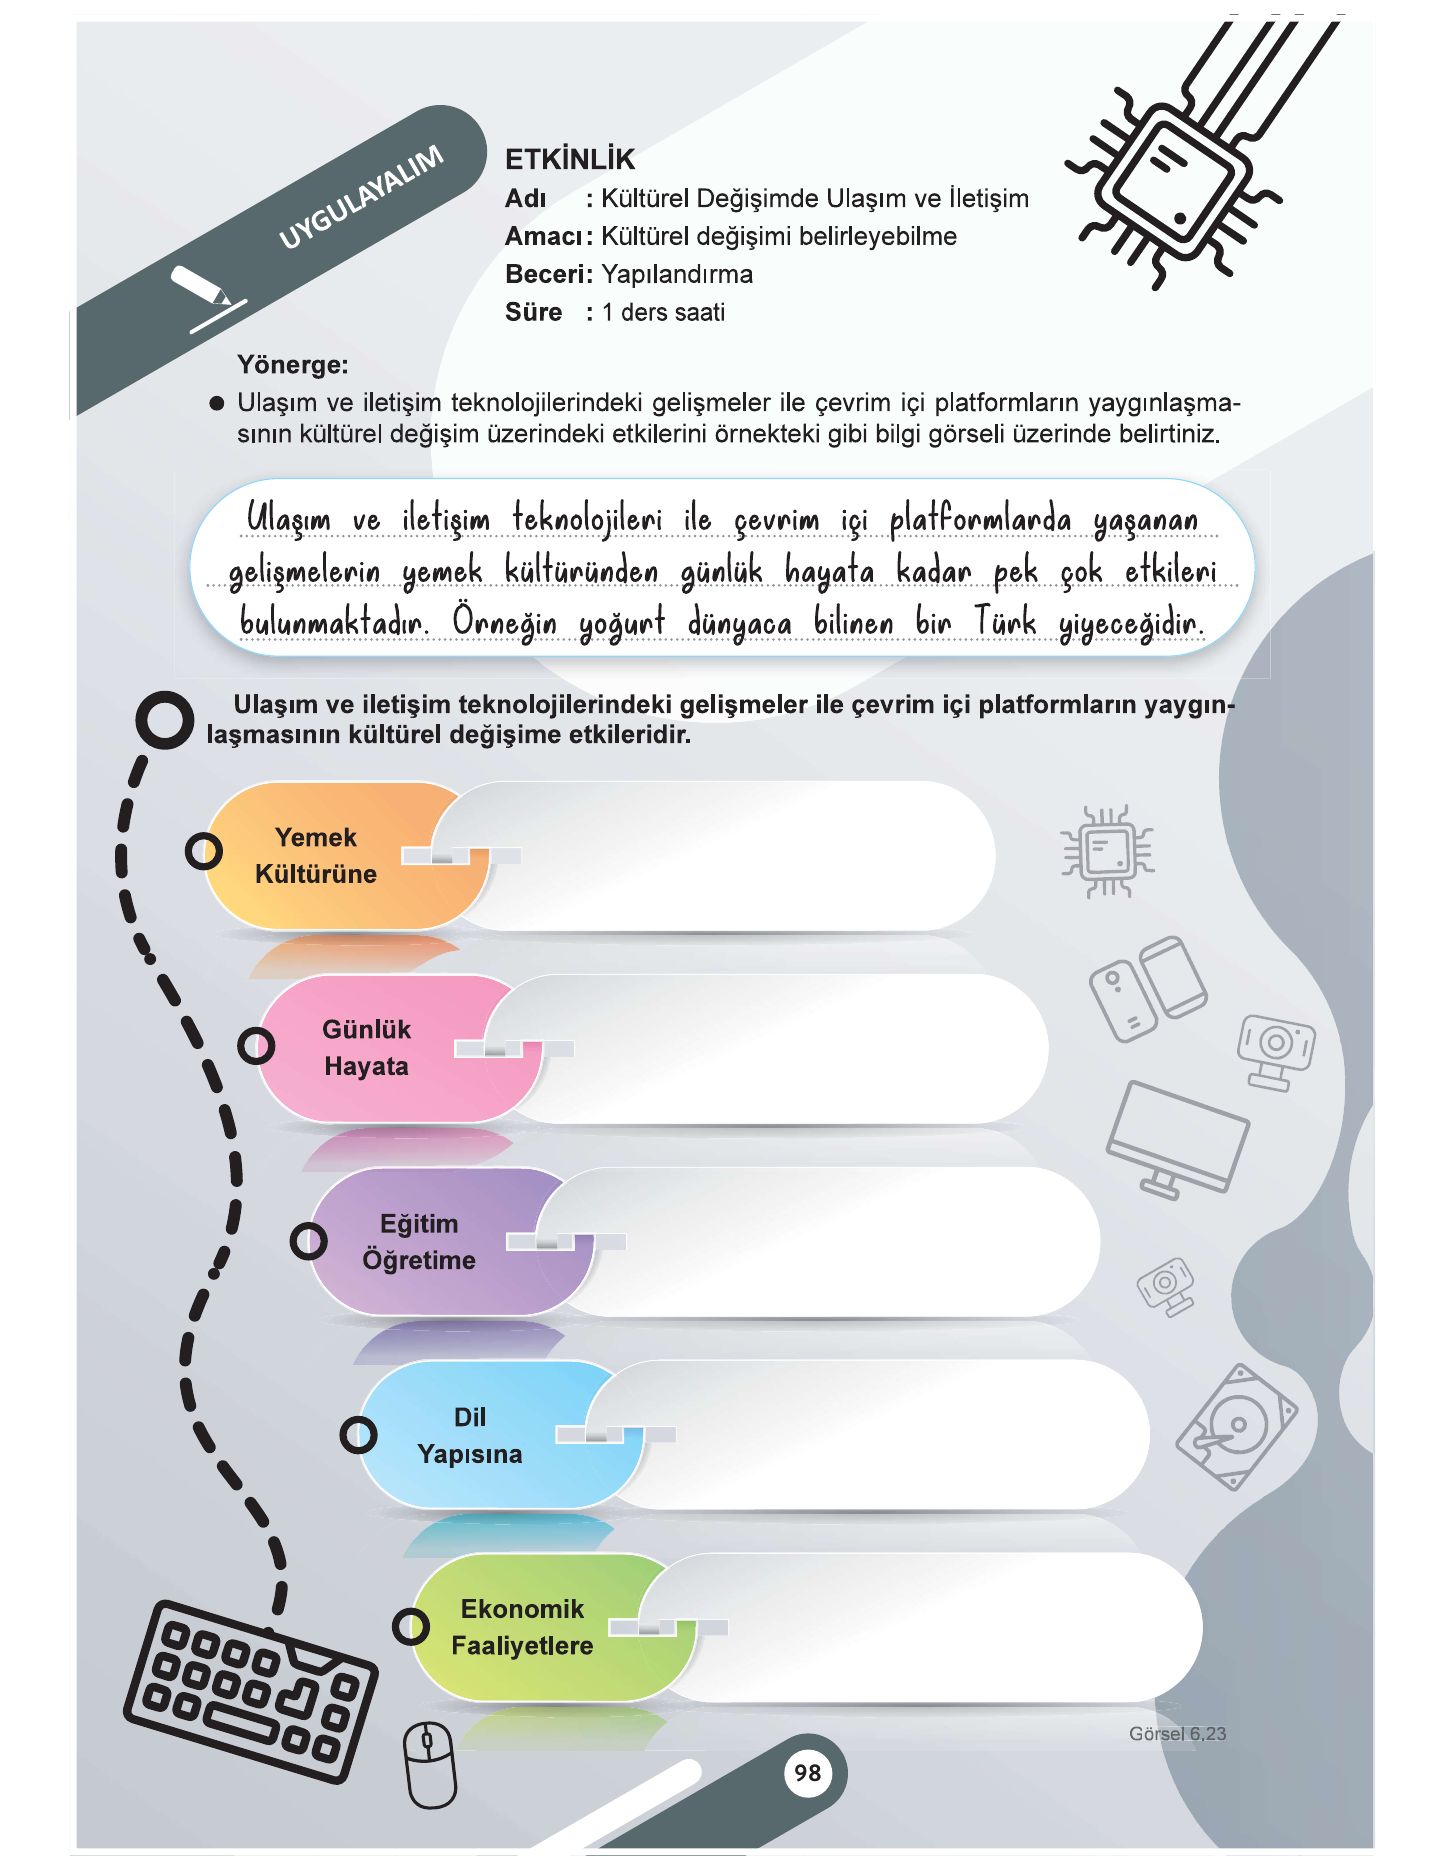 UYGULAYALIM
ETKİNLİK
Adı : Kültürel Değişimde Ulaşım ve İletişim
Amacı : Kültürel değişimi belirleyebilme
Beceri : Yapılandırma
Süre : 1 ders saati
Yönerge:
● Ulaşım ve iletişim teknolojilerindeki gelişmeler ile çevrim içi platformların yaygınlaşma-
sının kültürel değişim üzerindeki etkilerini örnekteki gibi bilgi görseli üzerinde belirtiniz.
Ulaşım ve iletişim teknolojileri ile çevrim içi platformlarda yaşanan
gelişmelerin yemek kültüründen günlük hayata kadar pek çok etkileri
bulunmaktadır. Örneğin yoğurt dünyaca bilinen bir Türk yiyeceğidir.
Ulaşım ve iletişim teknolojilerindeki gelişmeler ile çevrim içi platformların yaygın-
laşmasının kültürel değişime etkileridir.
Yemek
Kültürüne
Günlük
Hayata
Eğitim
Öğretime
Dil
Yapısına
Ekonomik
Faaliyetlere
Görsel 6.23
98